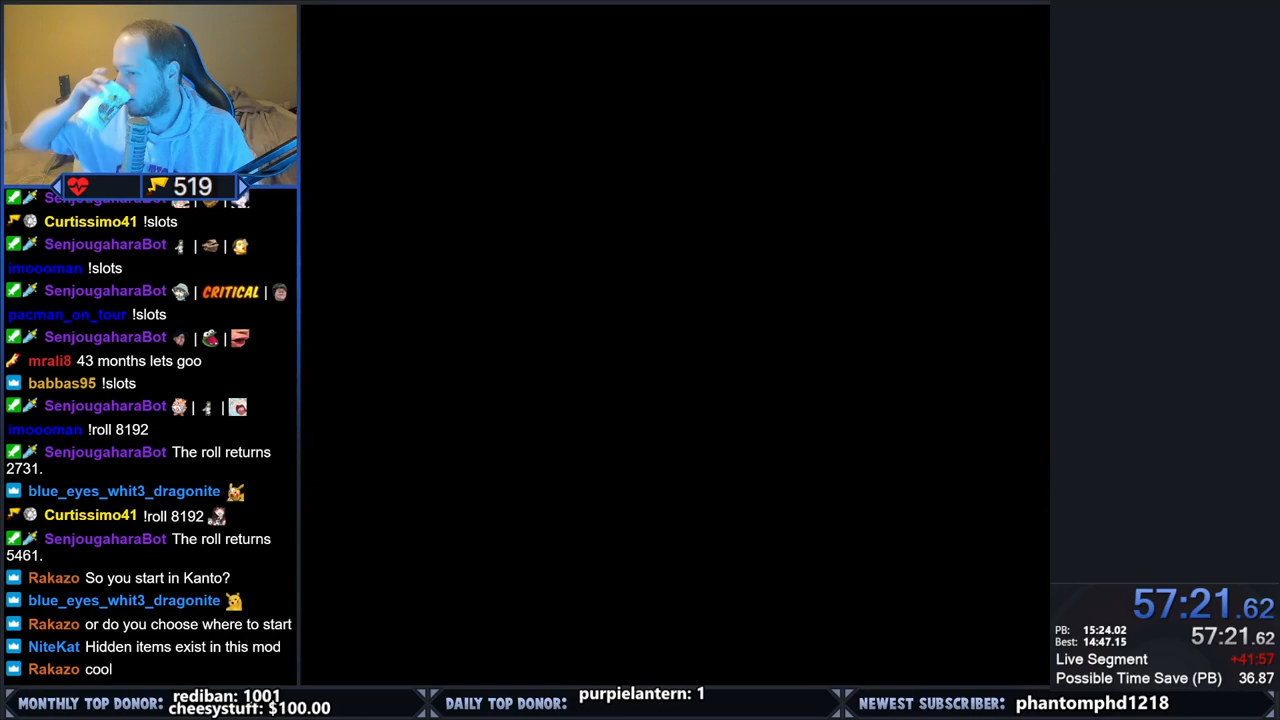 519
SenjougaharaBot | |
Curtissimo41 !slots
SenjougaharaBot | |
imoooman !slots
SenjougaharaBot | CRITICAL |
pacman_on_tour !slots
SenjougaharaBot | |
mrali8 43 months lets goo
babbas95 !slots
SenjougaharaBot | |
imoooman !roll 8192
SenjougaharaBot The roll returns
2731.
blue_eyes_whit3_dragonite
Curtissimo41 !roll 8192
SenjougaharaBot The roll returns
5461.
Rakazo So you start in Kanto?
blue_eyes_whit3_dragonite
Rakazo or do you choose where to start
NiteKat Hidden items exist in this mod
Rakazo cool
57:21.62
PB: 15:24.02
Best: 14:47.15
57:21.62
Live Segment +41:57
Possible Time Save (PB) 36.87
MONTHLY TOP DONOR: rediban: 1001
cheesystuff: $100.00
DAILY TOP DONOR: purpielantern: 1
NEWEST SUBSCRIBER: phantomphd1218